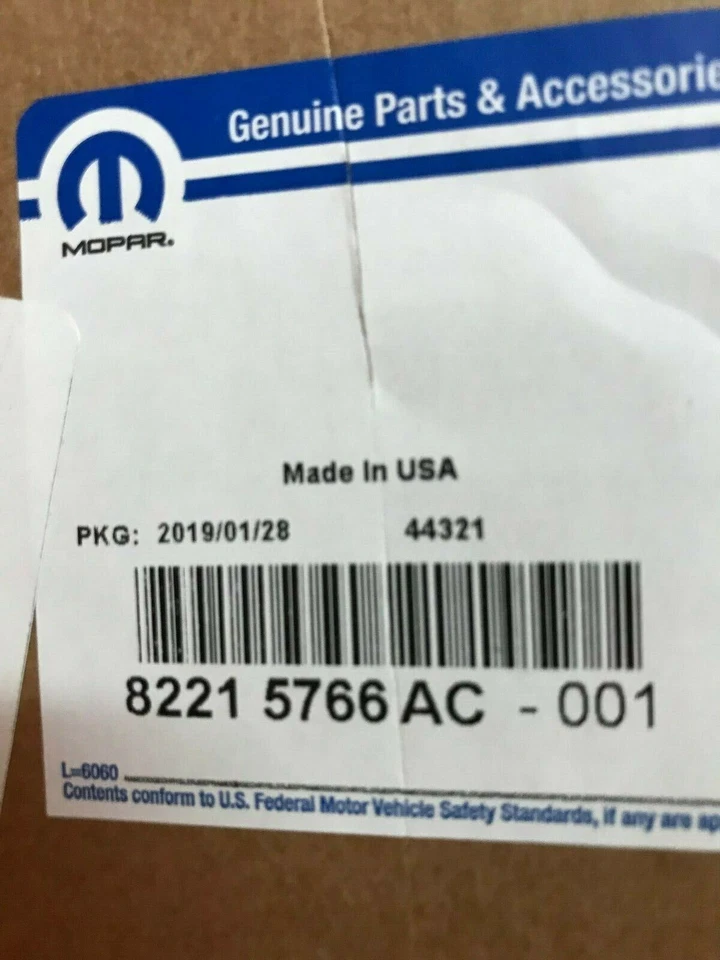 Genuine Parts & Accessorie
MOPAR®
Made In USA
PKG: 2019/01/28 44321
8221 5766 AC - 001
L=6060
Contents conform to U.S. Federal Motor Vehicle Safety Standards, if any are ap